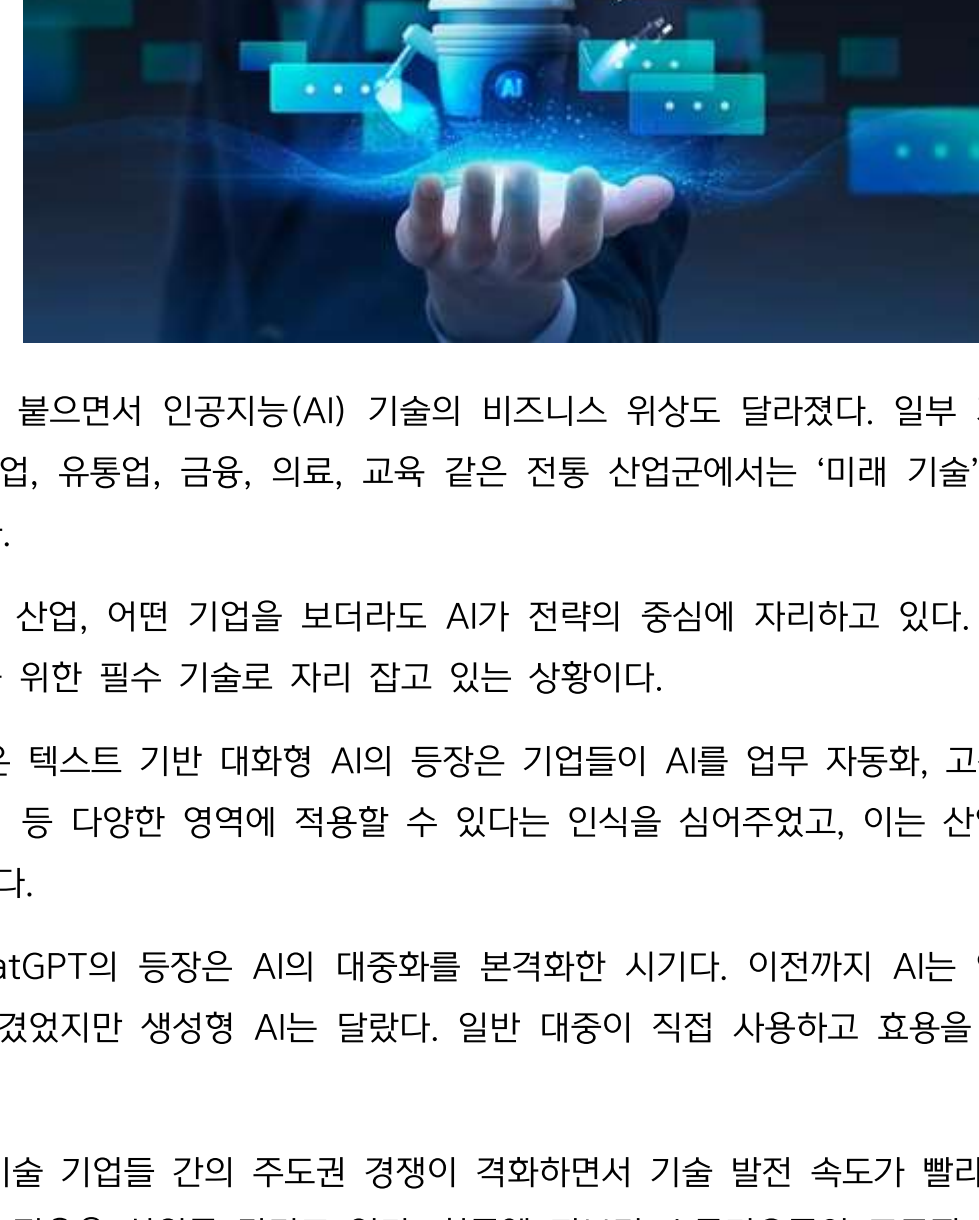 AI
붙으면서 인공지능(AI) 기술의 비즈니스 위상도 달라졌다. 일부
업, 유통업, 금융, 의료, 교육 같은 전통 산업군에서는 ‘미래 기술’
산업, 어떤 기업을 보더라도 AI가 전략의 중심에 자리하고 있다.
위한 필수 기술로 자리 잡고 있는 상황이다.
텍스트 기반 대화형 AI의 등장은 기업들이 AI를 업무 자동화, 고
등 다양한 영역에 적용할 수 있다는 인식을 심어주었고, 이는 산
다.
atGPT의 등장은 AI의 대중화를 본격화한 시기다. 이전까지 AI는
겼었지만 생성형 AI는 달랐다. 일반 대중이 직접 사용하고 효용을
기술 기업들 간의 주도권 경쟁이 격화하면서 기술 발전 속도가 빨라